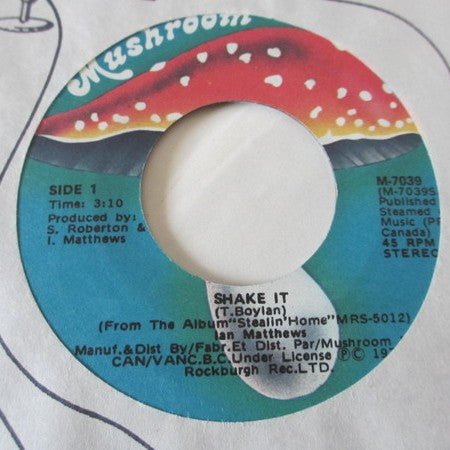 Mushroom
SIDE 1
Time: 3:10
Produced by:
S. Roberton &
I. Matthews
M-7039
(M-7039S
Published
Steamed
Music (P
Canada)
45 RPM
STEREO
SHAKE IT
(T. Boylan)
(From The Album "Stealin' Home" MRS-5012)
Ian Matthews
Manuf. & Dist By/Fabr. Et Dist. Par/Mushroom
CAN/VANC. B.C. Under License Ⓟ © 19
Rockburgh Rec. LTD.